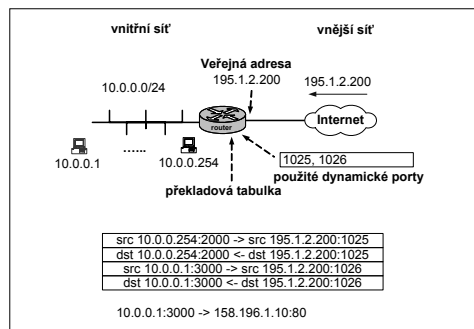 vnitřní síť
vnější síť
Veřejná adresa
195.1.2.200
195.1.2.200
10.0.0.0/24
Internet
router
10.0.0.1
......
10.0.0.254
1025, 1026
použité dynamické porty
překladová tabulka
src 10.0.0.254:2000 -> src 195.1.2.200:1025
dst 10.0.0.254:2000 <- dst 195.1.2.200:1025
src 10.0.0.1:3000 -> src 195.1.2.200:1026
dst 10.0.0.1:3000 <- dst 195.1.2.200:1026
10.0.0.1:3000 -> 158.196.1.10:80